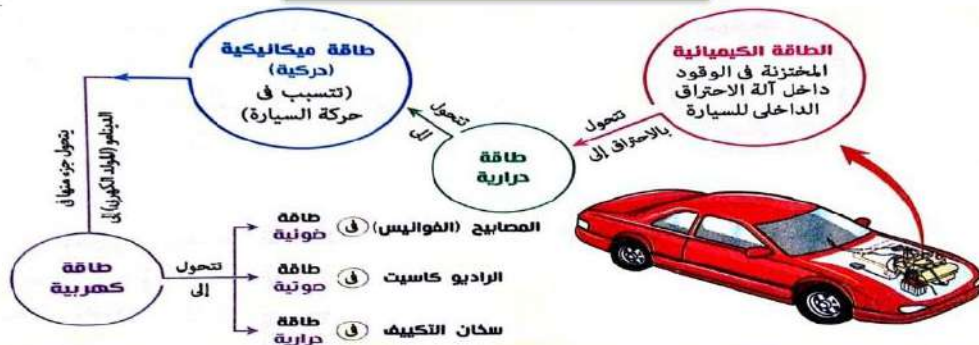 الطاقة الكيميائية
المختزنة فى الوقود
داخل آلة الاحتراق
الداخلى للسيارة
تتحول
بالاحتراق إلى
طاقة
حرارية
تتحول
إلى
طاقة ميكانيكية
(حركية)
(تتسبب فى
حركة السيارة)
يتحول جزء منها فى
الدينامو (المولد الكهربى) إلى
طاقة
كهربية
تتحول
إلى
طاقة
ضوئية
فى
المصابيح (الفوانيس)
طاقة
صوتية
فى
الراديو كاسيت
طاقة
حرارية
فى
سخان التكييف